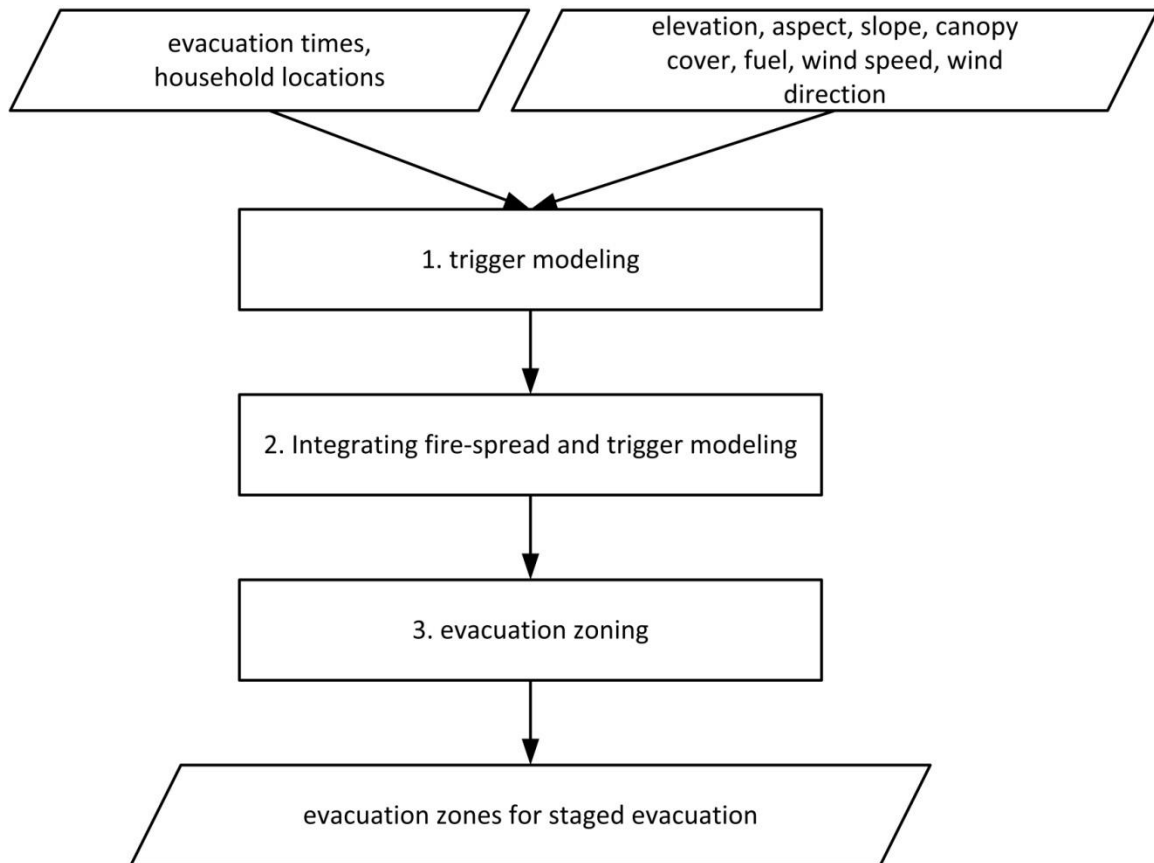 evacuation times,
household locations
elevation, aspect, slope, canopy
cover, fuel, wind speed, wind
direction
1. trigger modeling
2. Integrating fire-spread and trigger modeling
3. evacuation zoning
evacuation zones for staged evacuation